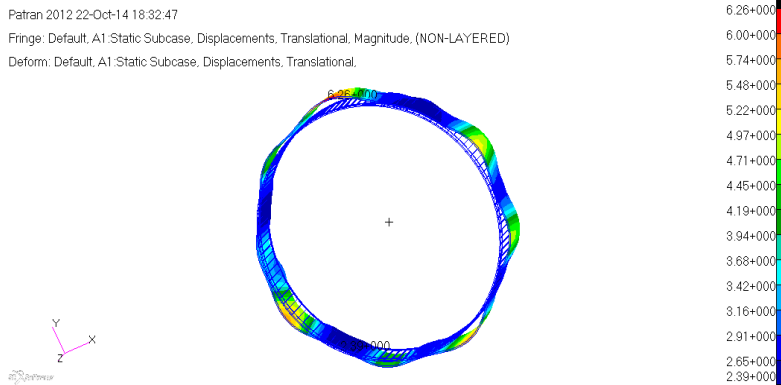 Patran 2012 22-Oct-14 18:32:47
Fringe: Default, A1:Static Subcase, Displacements, Translational, Magnitude, (NON-LAYERED)
Deform: Default, A1:Static Subcase, Displacements, Translational,
6.26+000
6.00+000
5.74+000
5.48+000
5.22+000
4.97+000
4.71+000
4.45+000
4.19+000
3.94+000
3.68+000
3.42+000
3.16+000
2.91+000
2.65+000
2.39+000
6.26+000
Y
X
Z